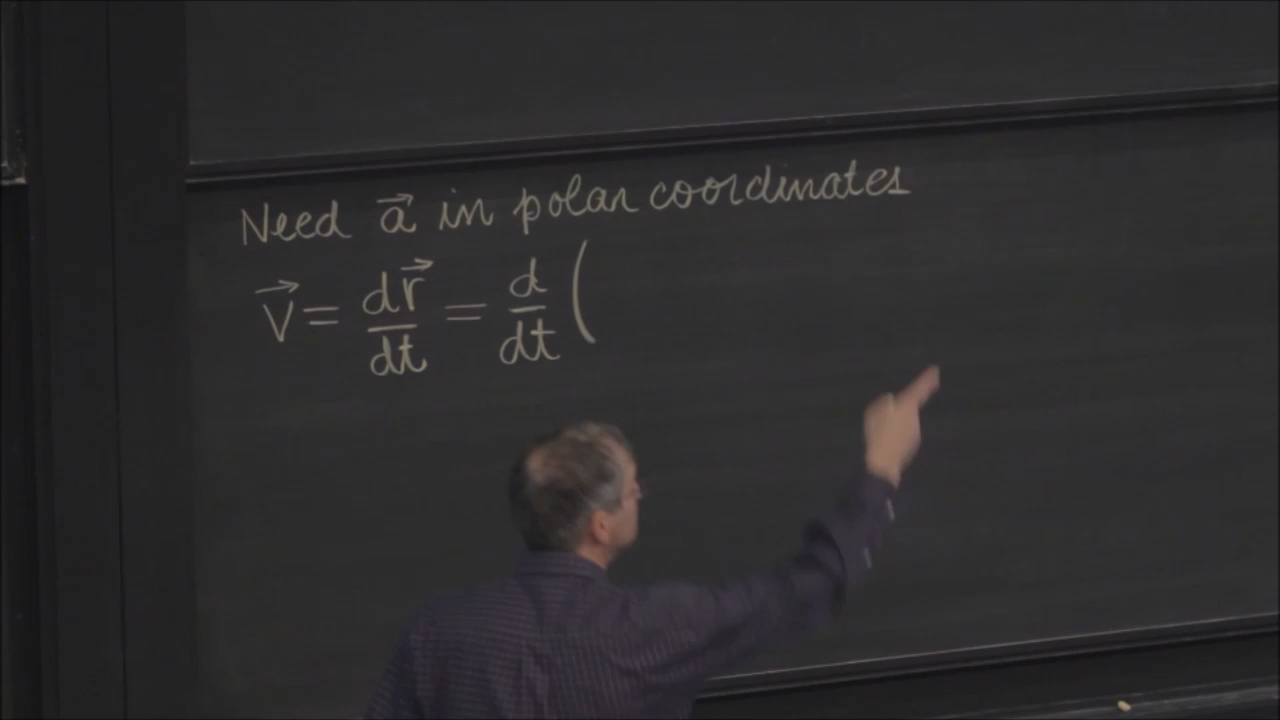 Need a⃗ in polar coordinates
v⃗ = dr⃗/dt = d/dt (